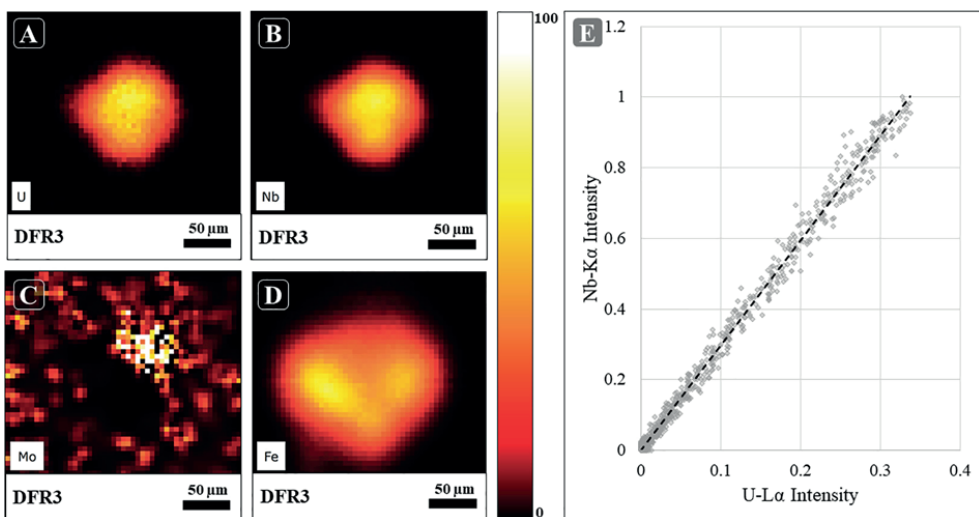 A
U
DFR3
50 µm
B
Nb
DFR3
50 µm
C
Mo
DFR3
50 µm
D
Fe
DFR3
50 µm
100
0
E
Nb-Kα Intensity
1.2
1
0.8
0.6
0.4
0.2
0
0
0.1
0.2
0.3
0.4
U-Lα Intensity